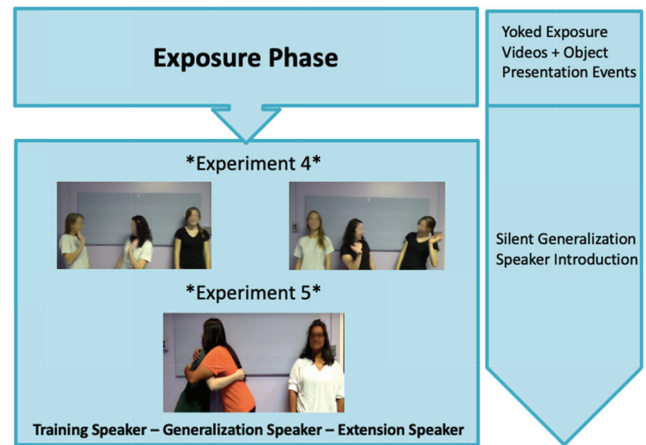 Exposure Phase
Yoked Exposure
Videos + Object
Presentation Events
*Experiment 4*
*Experiment 5*
Training Speaker – Generalization Speaker – Extension Speaker
Silent Generalization
Speaker Introduction